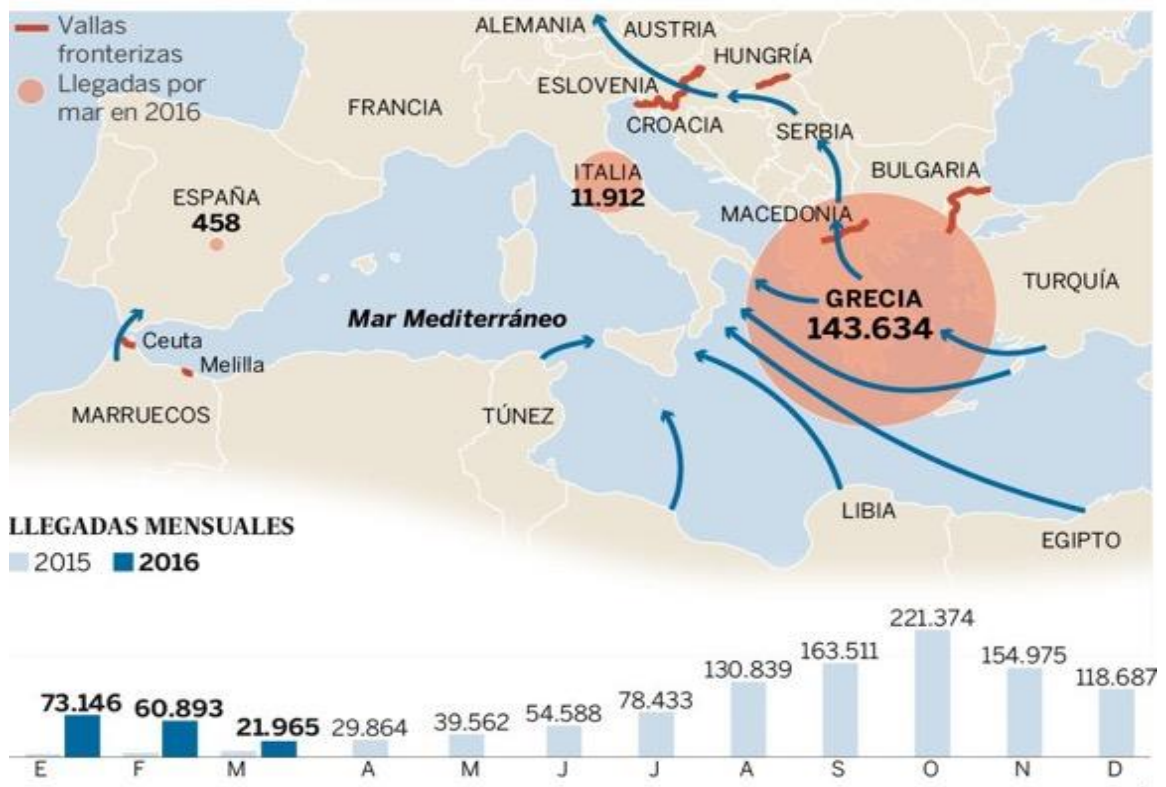 Vallas
fronterizas
Llegadas por
mar en 2016
ALEMANIA
AUSTRIA
HUNGRÍA
ESLOVENIA
FRANCIA
CROACIA
SERBIA
ITALIA
11.912
BULGARIA
ESPAÑA
458
MACEDONIA
TURQUÍA
GRECIA
143.634
Mar Mediterráneo
Ceuta
Melilla
MARRUECOS
TÚNEZ
LIBIA
EGIPTO
LLEGADAS MENSUALES
2015 2016
73.146 60.893 21.965 29.864 39.562 54.588 78.433 130.839 163.511 221.374 154.975 118.687
E F M A M J J A S O N D